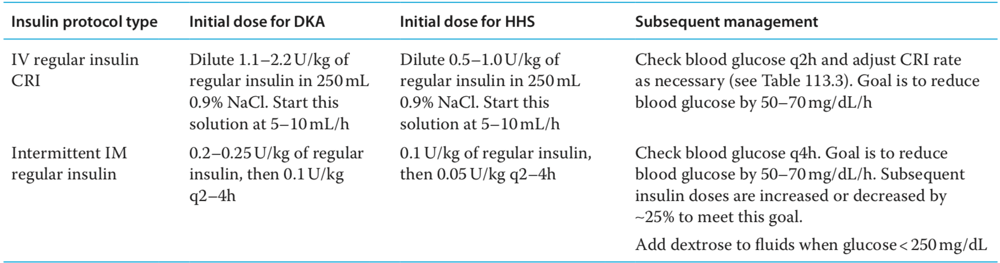 Insulin protocol type
Initial dose for DKA
Initial dose for HHS
Subsequent management
IV regular insulin
CRI
Dilute 1.1–2.2 U/kg of
regular insulin in 250 mL
0.9% NaCl. Start this
solution at 5–10 mL/h
Dilute 0.5–1.0 U/kg of
regular insulin in 250 mL
0.9% NaCl. Start this
solution at 5–10 mL/h
Check blood glucose q2h and adjust CRI rate
as necessary (see Table 113.3). Goal is to reduce
blood glucose by 50–70 mg/dL/h
Intermittent IM
regular insulin
0.2–0.25 U/kg of regular
insulin, then 0.1 U/kg
q2–4h
0.1 U/kg of regular insulin,
then 0.05 U/kg q2–4h
Check blood glucose q4h. Goal is to reduce
blood glucose by 50–70 mg/dL/h. Subsequent
insulin doses are increased or decreased by
~25% to meet this goal.
Add dextrose to fluids when glucose < 250 mg/dL